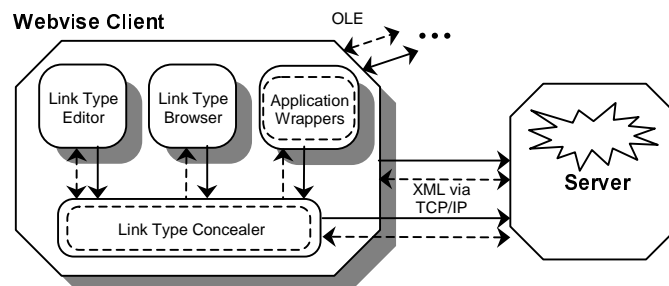 Webvise Client
OLE
Link Type
Editor
Link Type
Browser
Application
Wrappers
XML via
TCP/IP
Server
Link Type Concealer